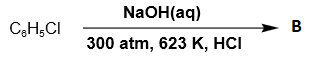 NaOH(aq)
C₆H₅Cl B
300 atm, 623 K, HCl